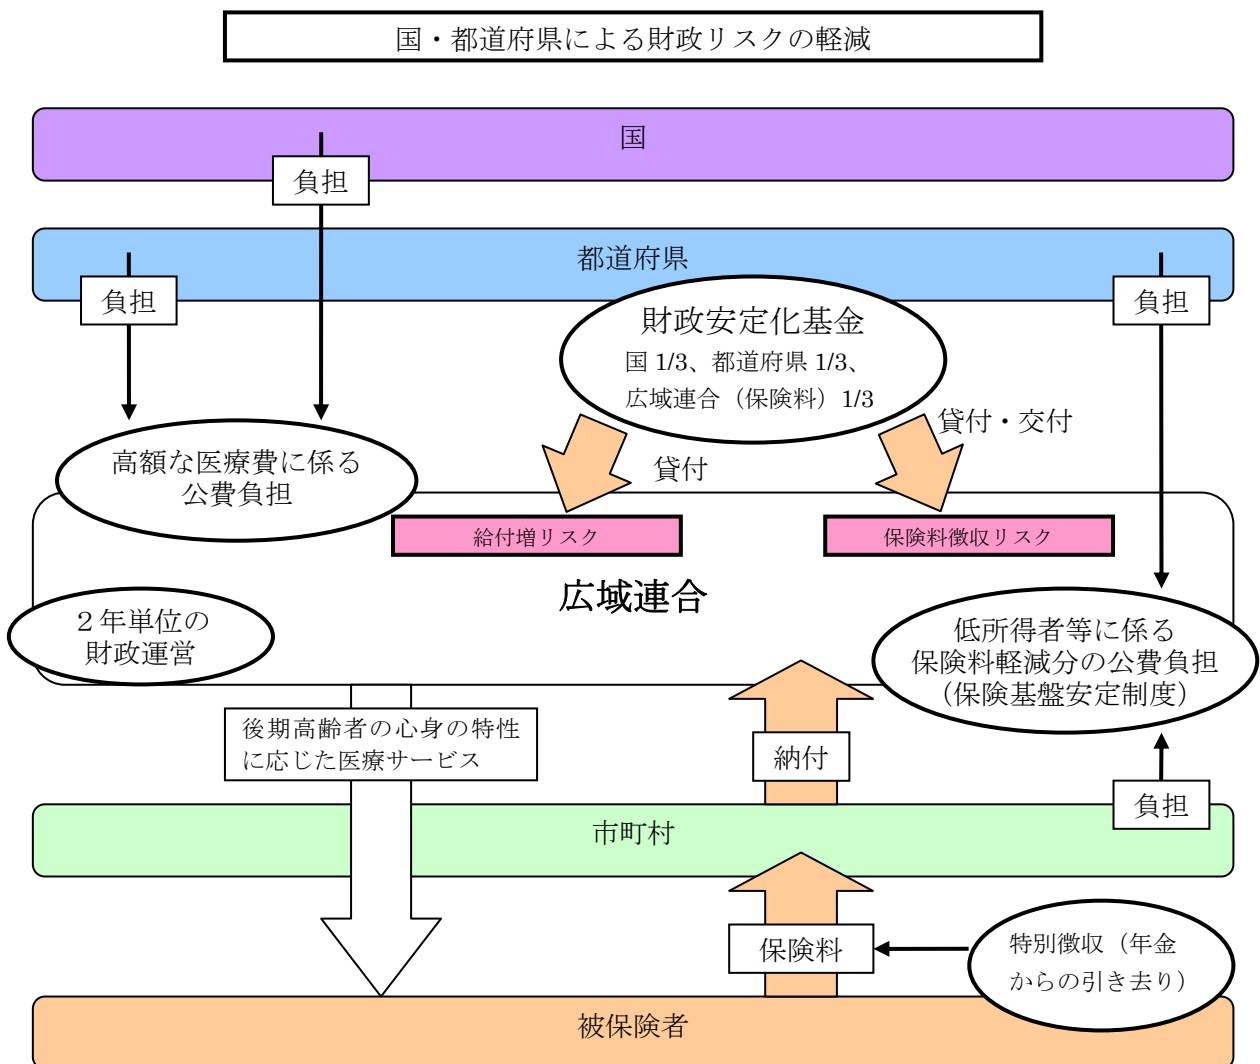 国・都道府県による財政リスクの軽減
国
負担
都道府県
負担
負担
財政安定化基金
国 1/3、都道府県 1/3、
広域連合（保険料）1/3
貸付・交付
貸付
高額な医療費に係る
公費負担
給付増リスク
保険料徴収リスク
広域連合
２年単位の
財政運営
低所得者等に係る
保険料軽減分の公費負担
（保険基盤安定制度）
後期高齢者の心身の特性
に応じた医療サービス
納付
負担
市町村
保険料
特別徴収（年金
からの引き去り）
被保険者